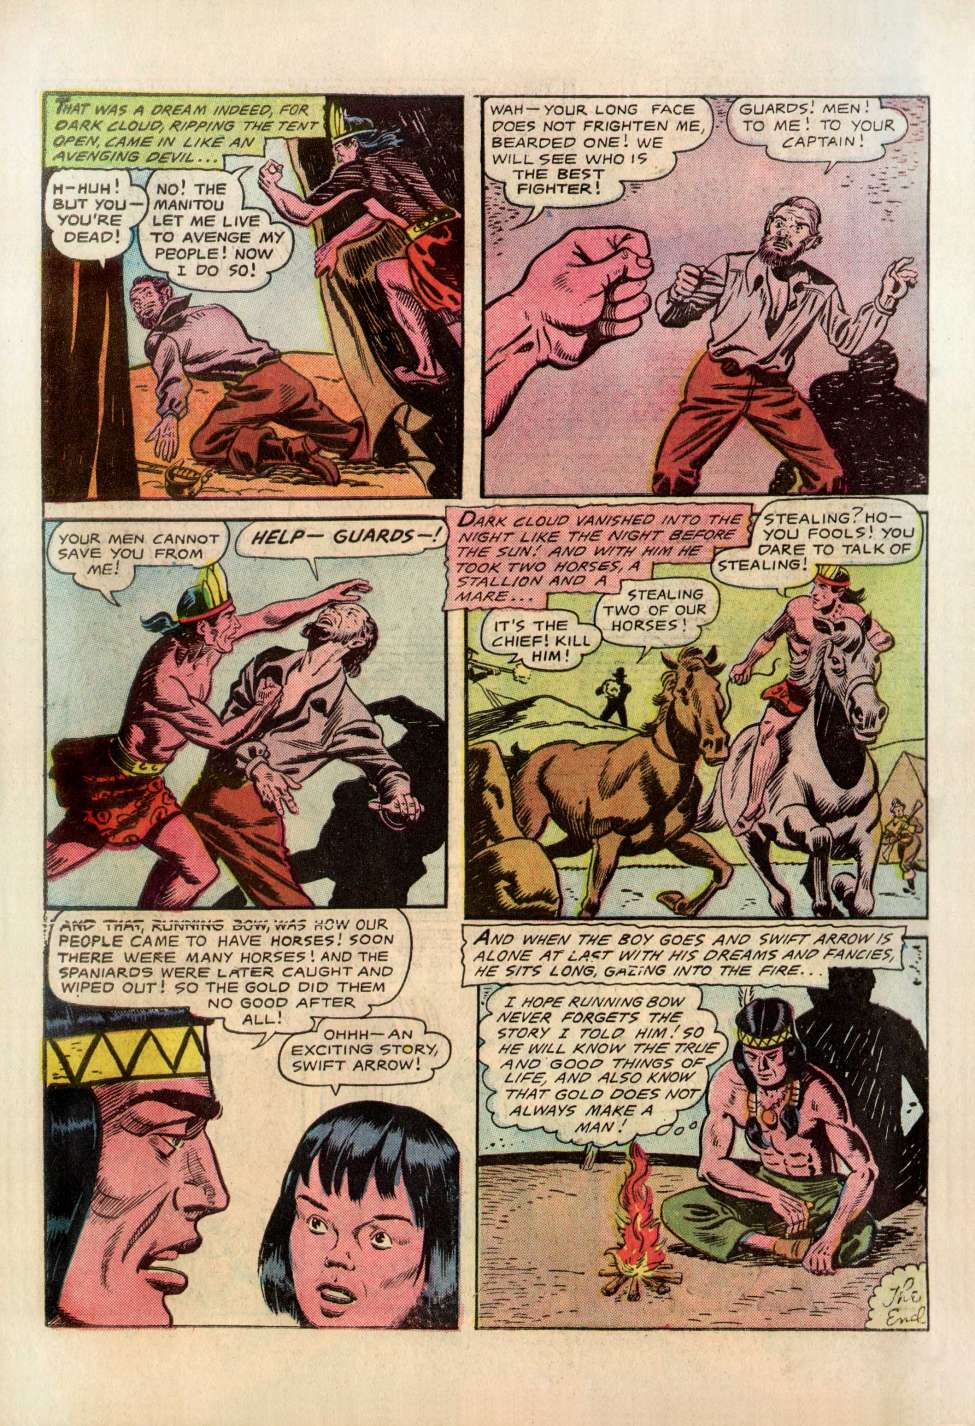 THAT WAS A DREAM INDEED, FOR
DARK CLOUD, RIPPING THE TENT
OPEN, CAME IN LIKE AN
AVENGING DEVIL...
H-HUH!
BUT YOU—
YOU'RE
DEAD!
NO! THE
MANITOU
LET ME LIVE
TO AVENGE MY
PEOPLE! NOW
I DO SO!
WAH—YOUR LONG FACE
DOES NOT FRIGHTEN ME,
BEARDED ONE! WE
WILL SEE WHO IS
THE BEST
FIGHTER!
GUARDS! MEN!
TO ME! TO YOUR
CAPTAIN!
YOUR MEN CANNOT
SAVE YOU FROM
ME!
HELP— GUARDS—!
DARK CLOUD VANISHED INTO THE
NIGHT LIKE THE NIGHT BEFORE
THE SUN! AND WITH HIM HE
TOOK TWO HORSES, A
STALLION AND A
MARE...
IT'S THE
CHIEF! KILL
HIM!
STEALING
TWO OF OUR
HORSES!
STEALING? HO—
YOU FOOLS! YOU
DARE TO TALK OF
STEALING!
AND THAT, RUNNING BOW, WAS HOW OUR
PEOPLE CAME TO HAVE HORSES! SOON
THERE WERE MANY HORSES! AND THE
SPANIARDS WERE LATER CAUGHT AND
WIPED OUT! SO THE GOLD DID THEM
NO GOOD AFTER
ALL!
OHHH—AN
EXCITING STORY,
SWIFT ARROW!
AND WHEN THE BOY GOES AND SWIFT ARROW IS
ALONE AT LAST WITH HIS DREAMS AND FANCIES,
HE SITS LONG, GAZING INTO THE FIRE...
I HOPE RUNNING BOW
NEVER FORGETS THE
STORY I TOLD HIM! SO
HE WILL KNOW THE TRUE
AND GOOD THINGS OF
LIFE, AND ALSO KNOW
THAT GOLD DOES NOT
ALWAYS MAKE A
MAN!
The
End